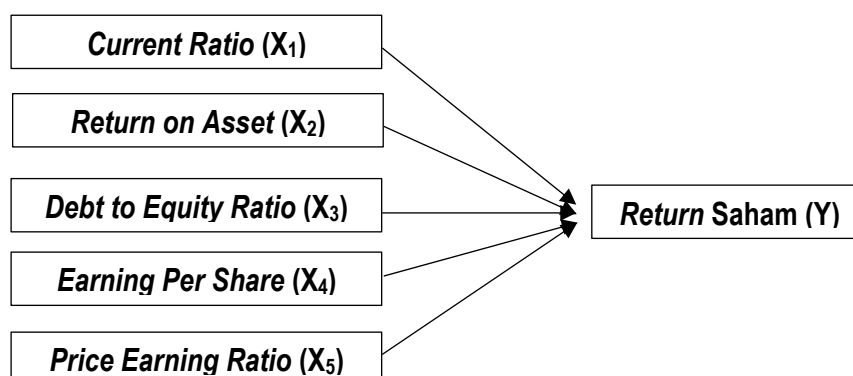 Current Ratio (X₁)
Return on Asset (X₂)
Debt to Equity Ratio (X₃)
Return Saham (Y)
Earning Per Share (X₄)
Price Earning Ratio (X₅)